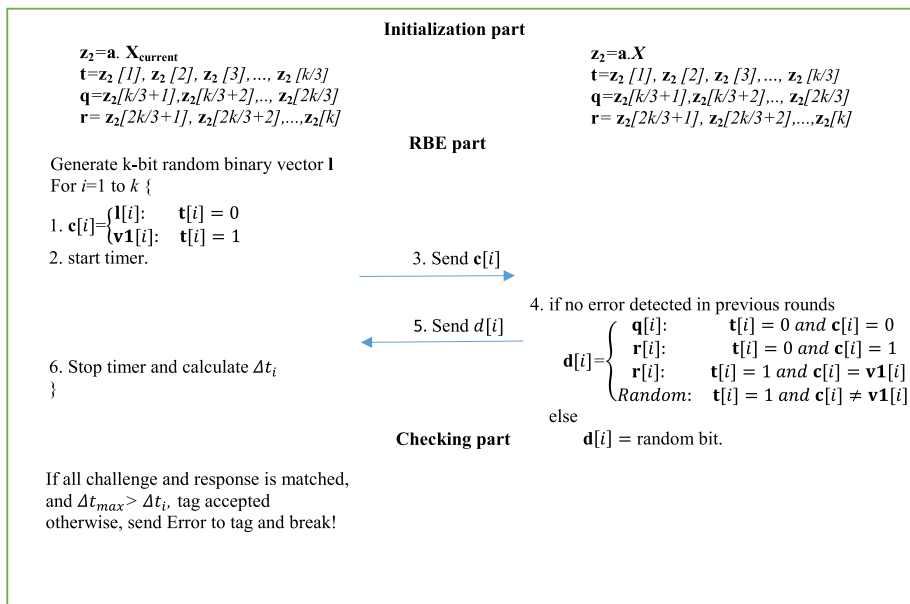 Initialization part
z₂=a. X_current
t=z₂ [1], z₂ [2], z₂ [3],..., z₂ [k/3]
q=z₂[k/3+1],z₂[k/3+2],.., z₂[2k/3]
r= z₂[2k/3+1], z₂[2k/3+2],...,z₂[k]
z₂=a.X
t=z₂ [1], z₂ [2], z₂ [3],..., z₂ [k/3]
q=z₂[k/3+1],z₂[k/3+2],.., z₂[2k/3]
r= z₂[2k/3+1], z₂[2k/3+2],...,z₂[k]
RBE part
Generate k-bit random binary vector l
For i=1 to k {
1. c[i]={l[i]: t[i] = 0
v1[i]: t[i] = 1
2. start timer.
3. Send c[i]
4. if no error detected in previous rounds
d[i]={q[i]: t[i] = 0 and c[i] = 0
r[i]: t[i] = 0 and c[i] = 1
r[i]: t[i] = 1 and c[i] = v1[i]
Random: t[i] = 1 and c[i] ≠ v1[i]
else
d[i] = random bit.
5. Send d[i]
6. Stop timer and calculate Δtᵢ
}
Checking part
If all challenge and response is matched,
and Δt_max> Δtᵢ, tag accepted
otherwise, send Error to tag and break!